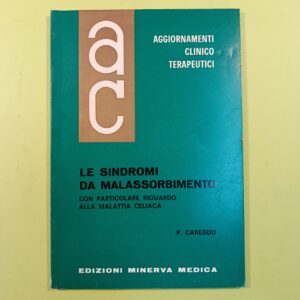 ac
AGGIORNAMENTI
CLINICO
TERAPEUTICI
LE SINDROMI
DA MALASSORBIMENTO
CON PARTICOLARE RIGUARDO
ALLA MALATTIA CELIACA
P. CAREDDU
EDIZIONI MINERVA MEDICA